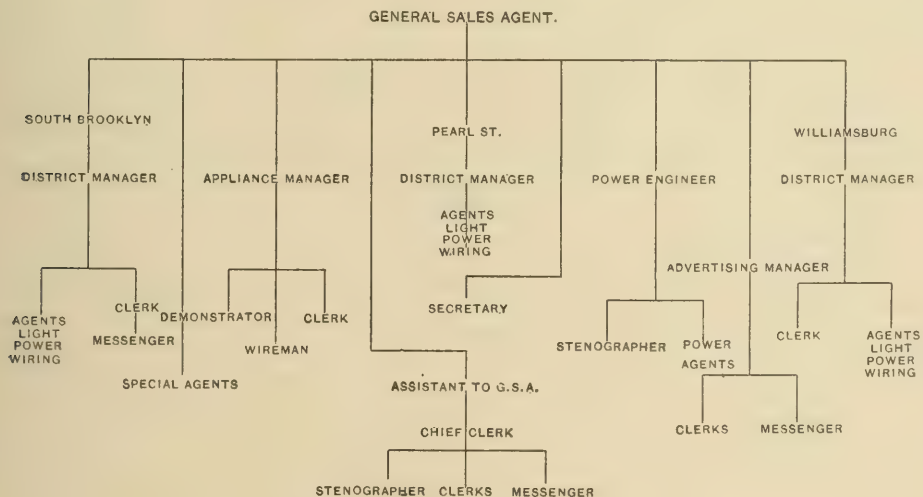 GENERAL SALES AGENT.
SOUTH BROOKLYN
PEARL ST.
WILLIAMSBURG
DISTRICT MANAGER
APPLIANCE MANAGER
DISTRICT MANAGER
POWER ENGINEER
DISTRICT MANAGER
AGENTS
LIGHT
POWER
WIRING
ADVERTISING MANAGER
SECRETARY
AGENTS
LIGHT
POWER
WIRING
CLERK
MESSENGER
DEMONSTRATOR
WIREMAN
CLERK
STENOGRAPHER
POWER
AGENTS
CLERK
AGENTS
LIGHT
POWER
WIRING
SPECIAL AGENTS
ASSISTANT TO G.S.A.
CLERKS
MESSENGER
CHIEF CLERK
STENOGRAPHER
CLERKS
MESSENGER